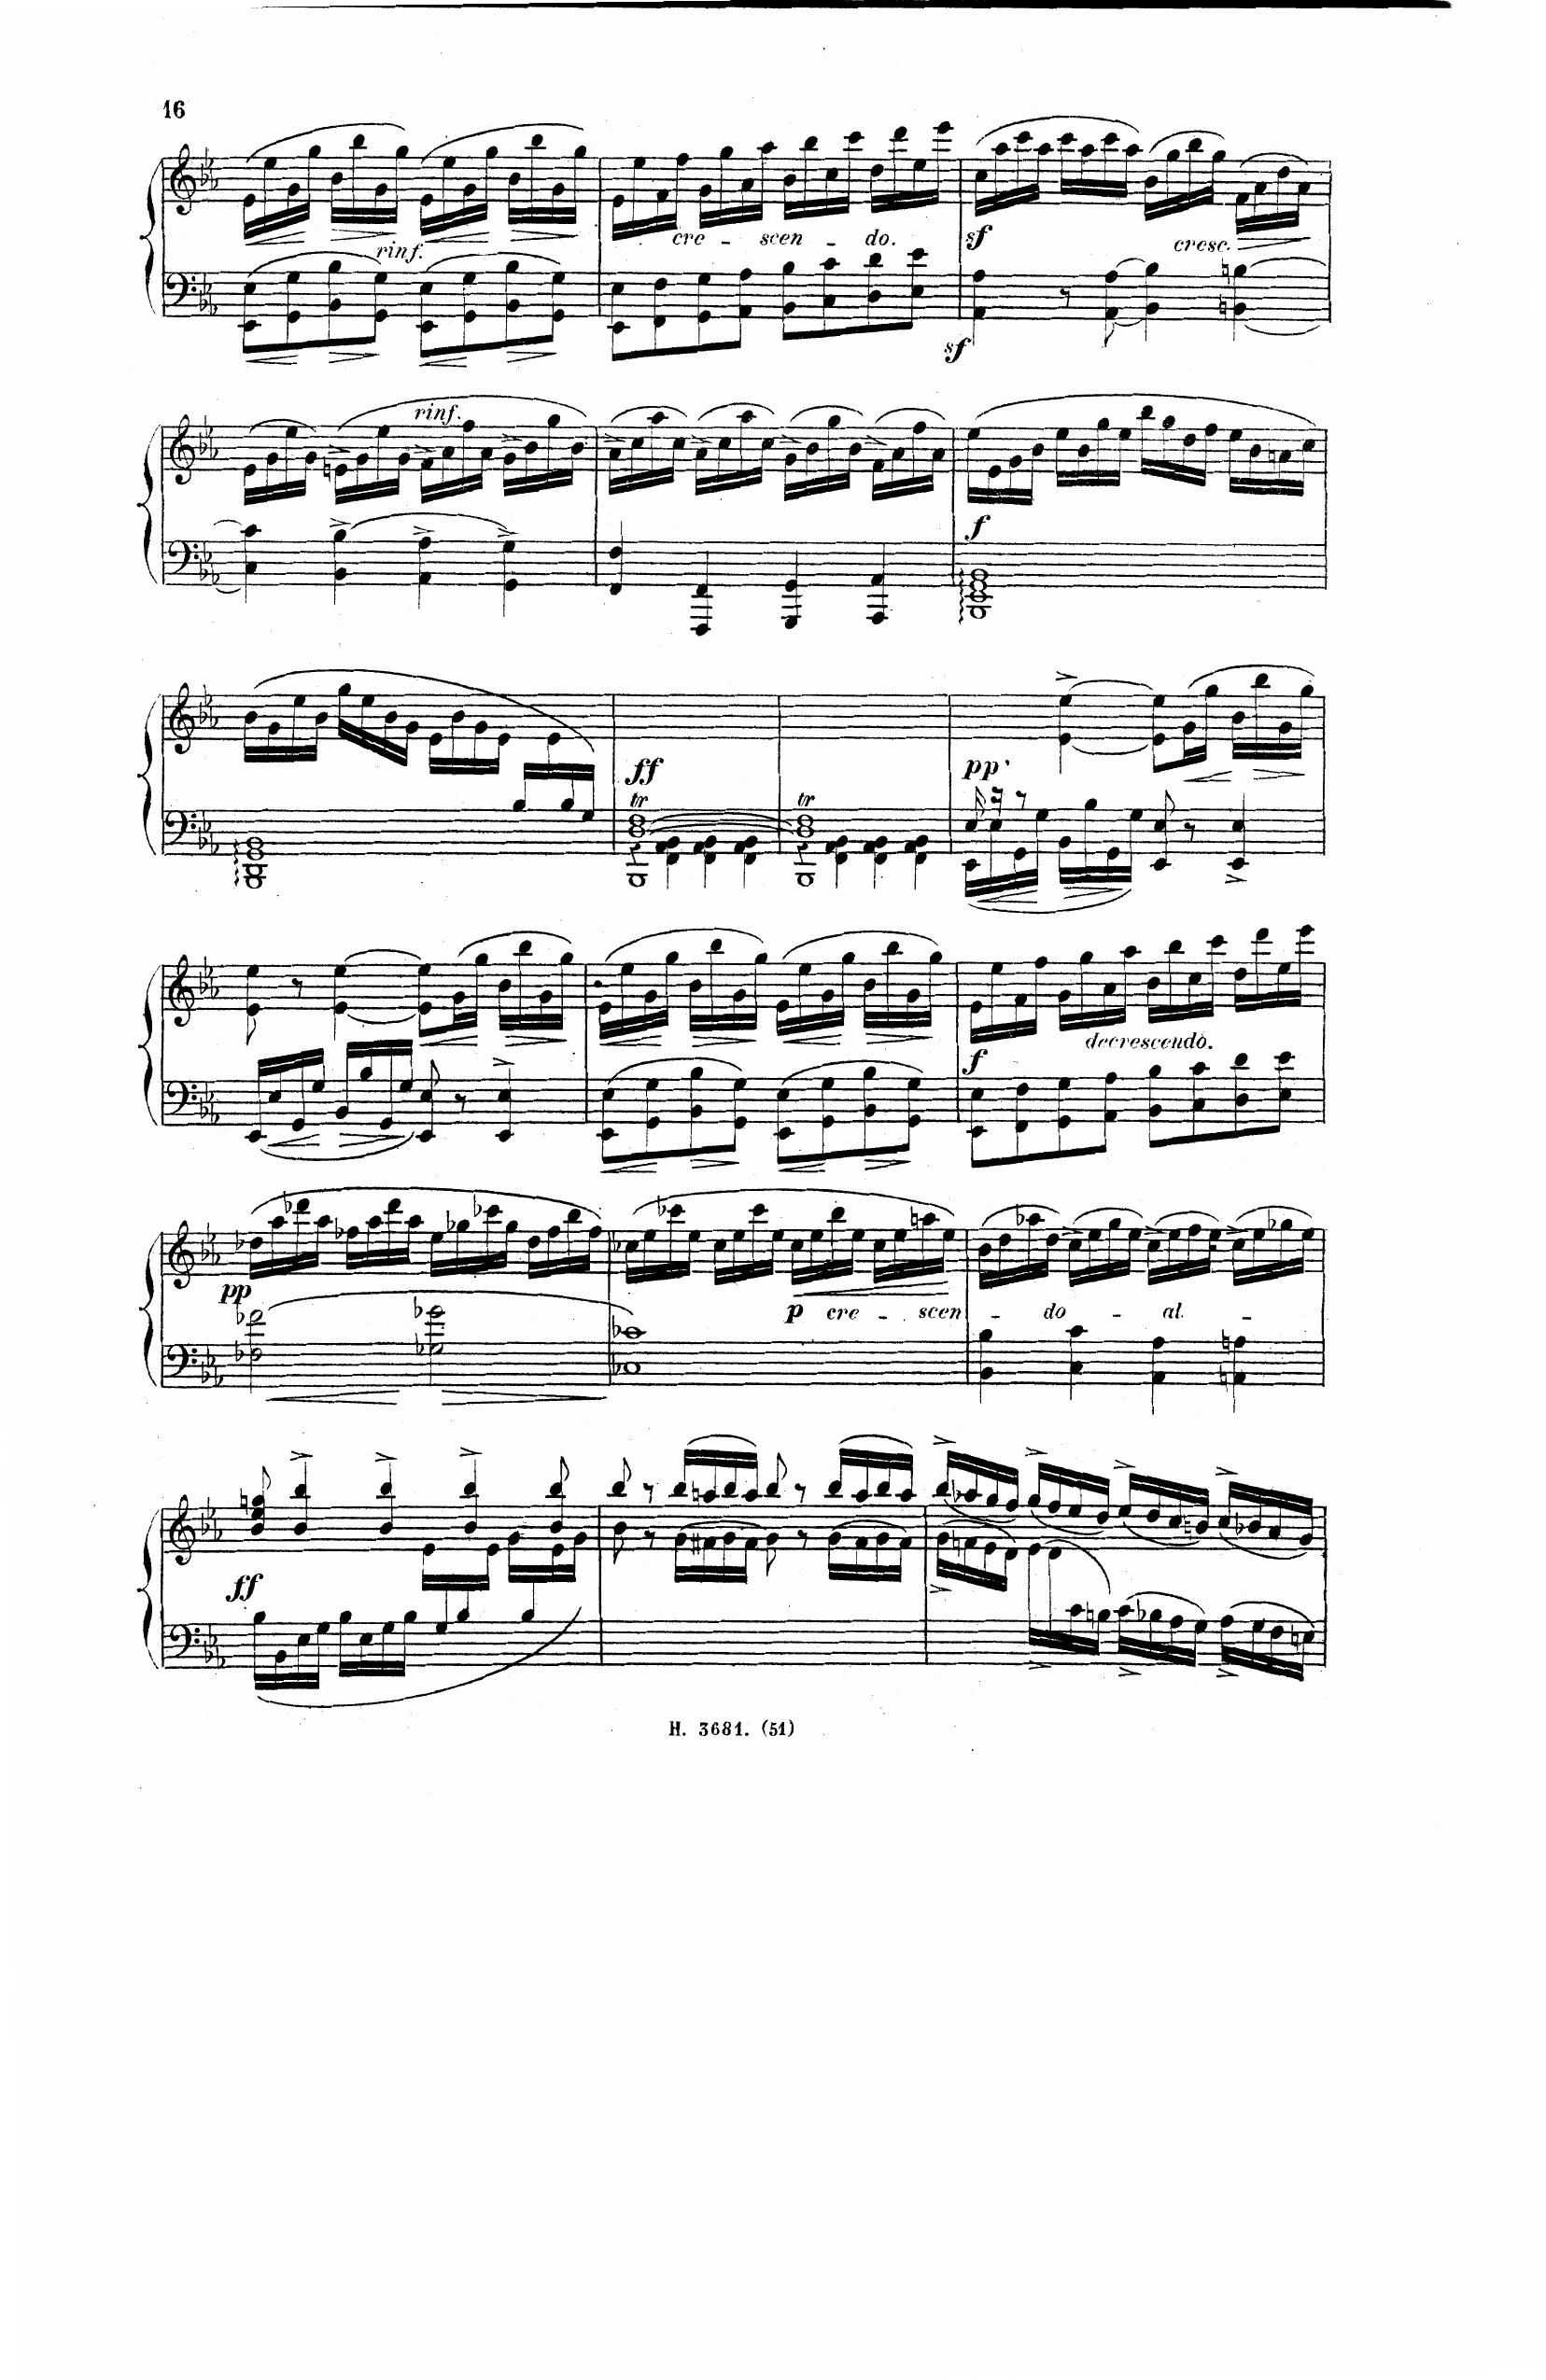 16
rinf. cre - scen - do. sf cresc.
sf
rinf.
f
ff
tr tr
pp
f decrescendo.
pp
p cre - scen - do - al -
ff
H. 3681. (51)